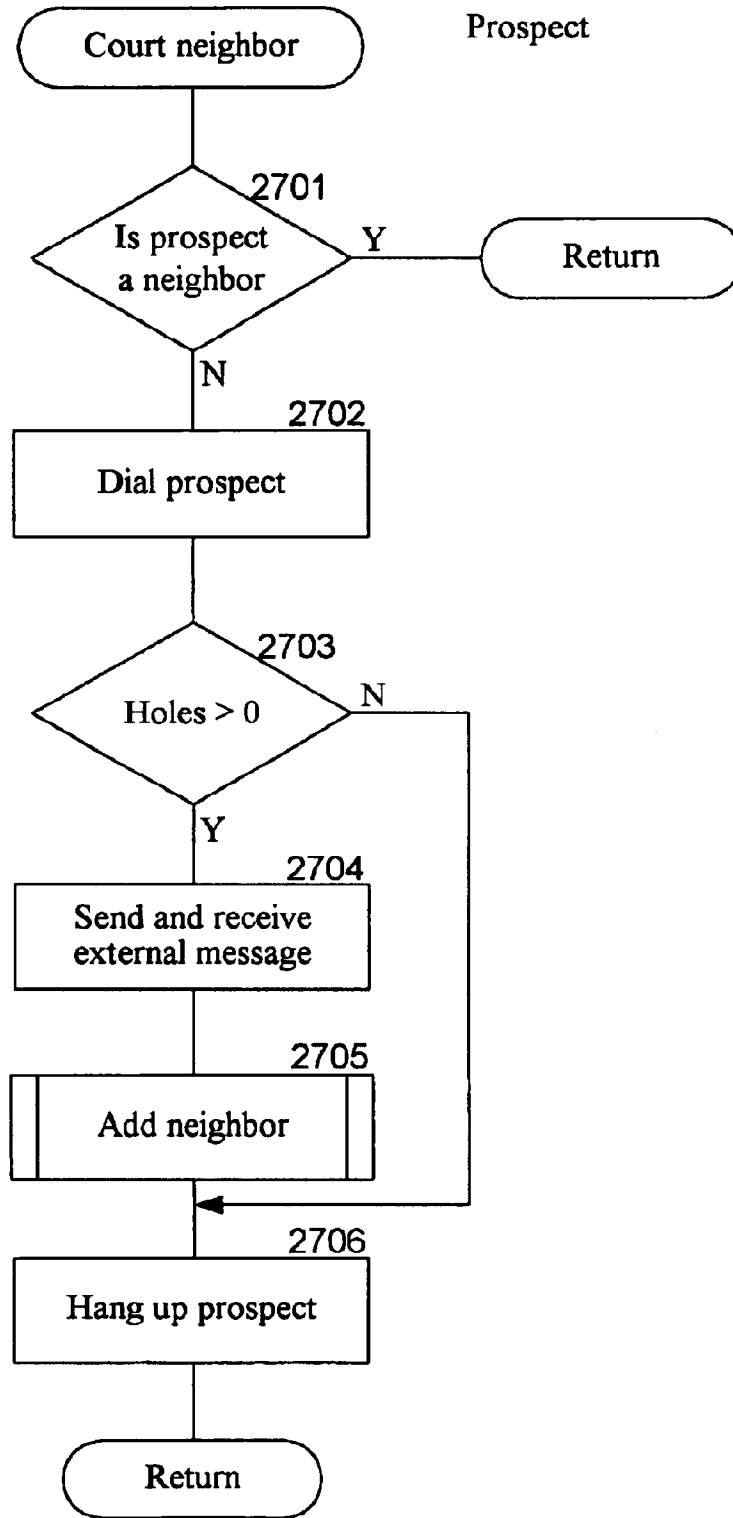 Court neighbor
Prospect
2701
Is prospect
a neighbor
Y
Return
N
2702
Dial prospect
2703
Holes > 0
N
Y
2704
Send and receive
external message
2705
Add neighbor
2706
Hang up prospect
Return